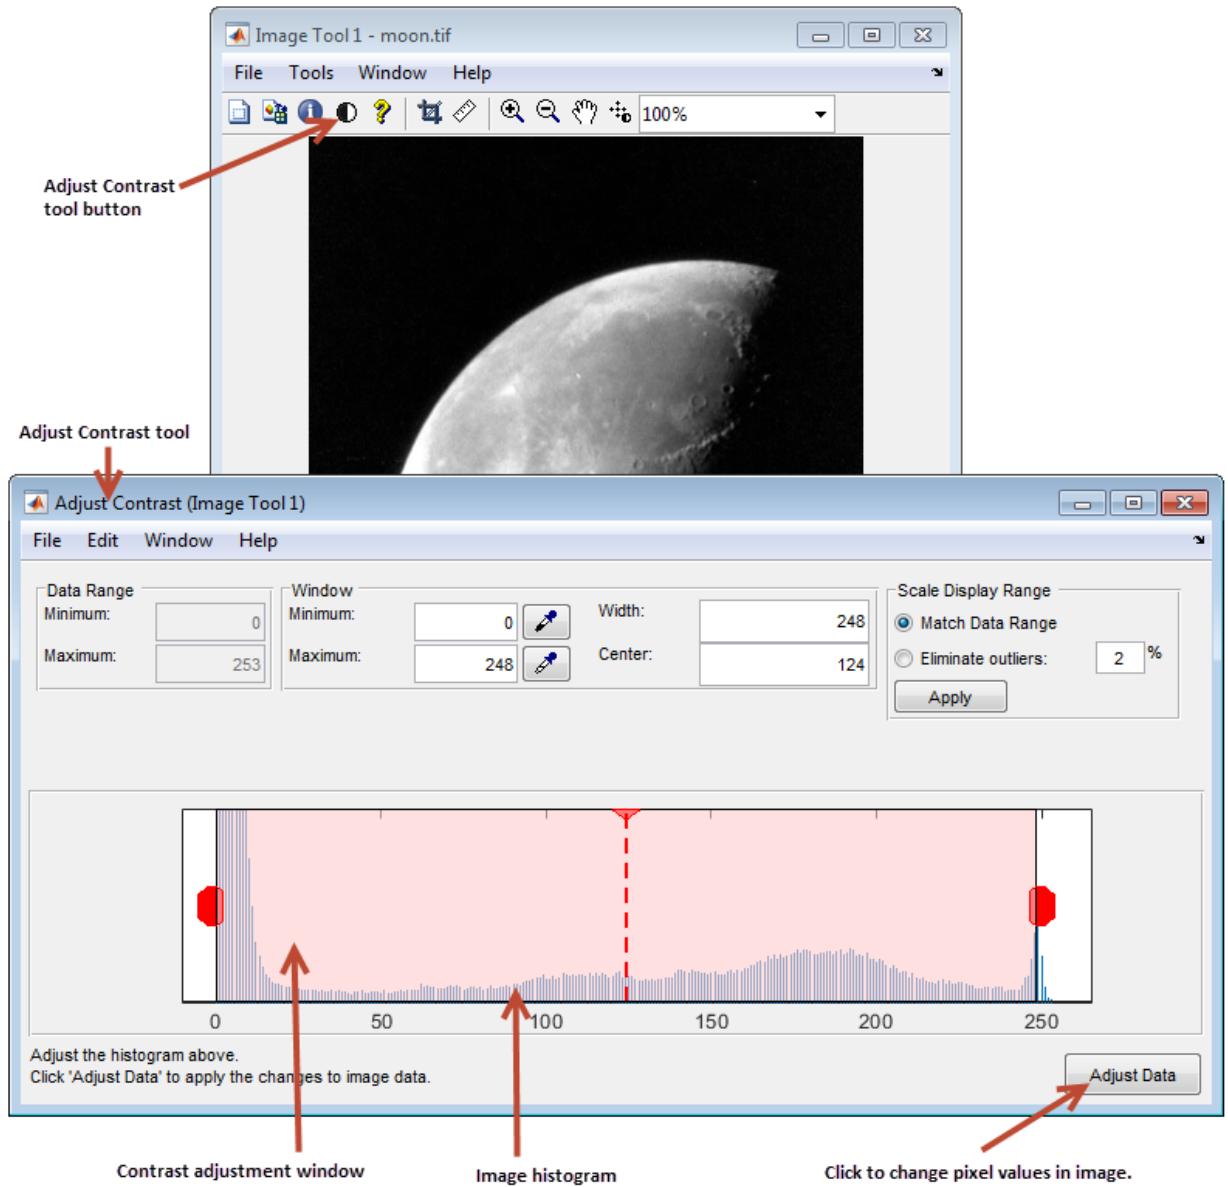 Image Tool 1 - moon.tif
File Tools Window Help
100%
Adjust Contrast
tool button
Adjust Contrast tool
Adjust Contrast (Image Tool 1)
File Edit Window Help
Data Range
Minimum: 0
Maximum: 253
Window
Minimum: 0
Maximum: 248
Width: 248
Center: 124
Scale Display Range
Match Data Range
Eliminate outliers: 2 %
Apply
0 50 100 150 200 250
Adjust the histogram above.
Click 'Adjust Data' to apply the changes to image data.
Adjust Data
Contrast adjustment window
Image histogram
Click to change pixel values in image.